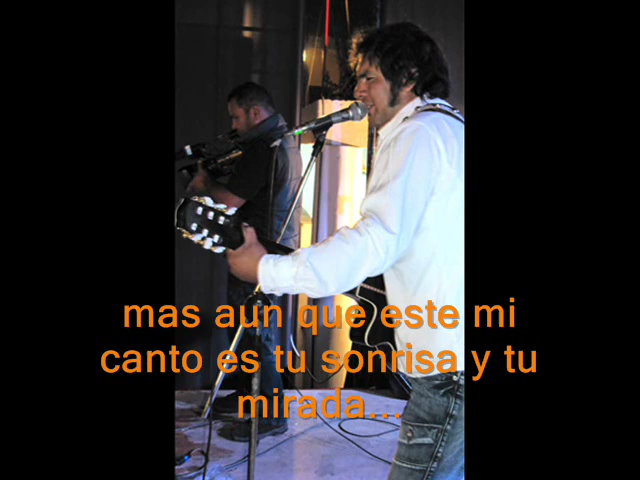 mas aun que este mi
canto es tu sonrisa y tu
mirada...